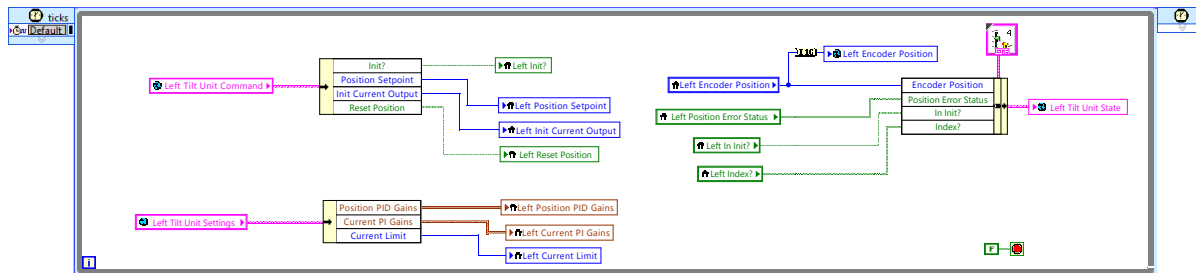 ticks
Default
Left Tilt Unit Command
Init?
Position Setpoint
Init Current Output
Reset Position
Left Init?
Left Position Setpoint
Left Init Current Output
Left Reset Position
Left Tilt Unit Settings
Position PID Gains
Current PI Gains
Current Limit
Left Position PID Gains
Left Current PI Gains
Left Current Limit
i
I16
Left Encoder Position
Left Encoder Position
Left Position Error Status
Left In Init?
Left Index?
4
Encoder Position
Position Error Status
In Init?
Index?
Left Tilt Unit State
F